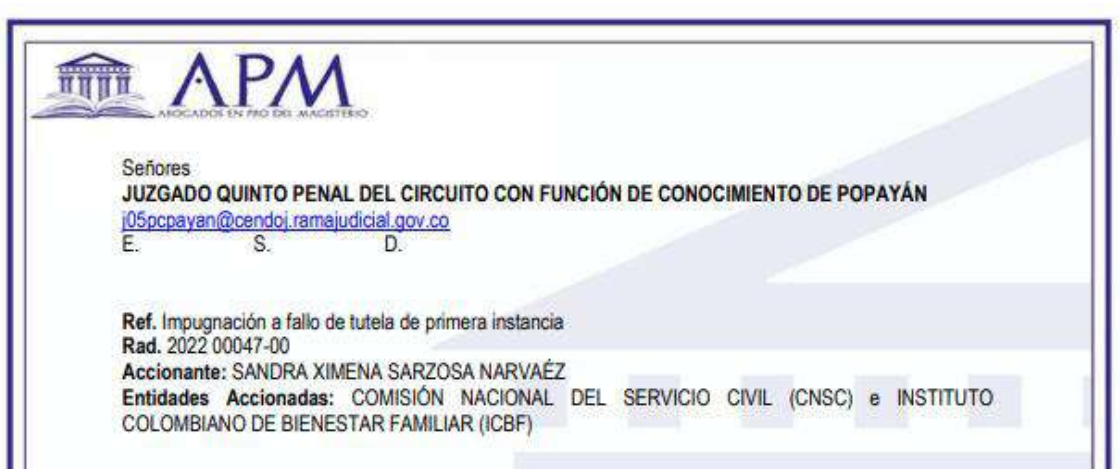 APM
ABOGADOS EN PRO DEL MAGISTERIO
Señores
JUZGADO QUINTO PENAL DEL CIRCUITO CON FUNCIÓN DE CONOCIMIENTO DE POPAYÁN
j05pcpayan@cendoj.ramajudicial.gov.co
E. S. D.
Ref. Impugnación a fallo de tutela de primera instancia
Rad. 2022 00047-00
Accionante: SANDRA XIMENA SARZOSA NARVAÉZ
Entidades Accionadas: COMISIÓN NACIONAL DEL SERVICIO CIVIL (CNSC) e INSTITUTO
COLOMBIANO DE BIENESTAR FAMILIAR (ICBF)